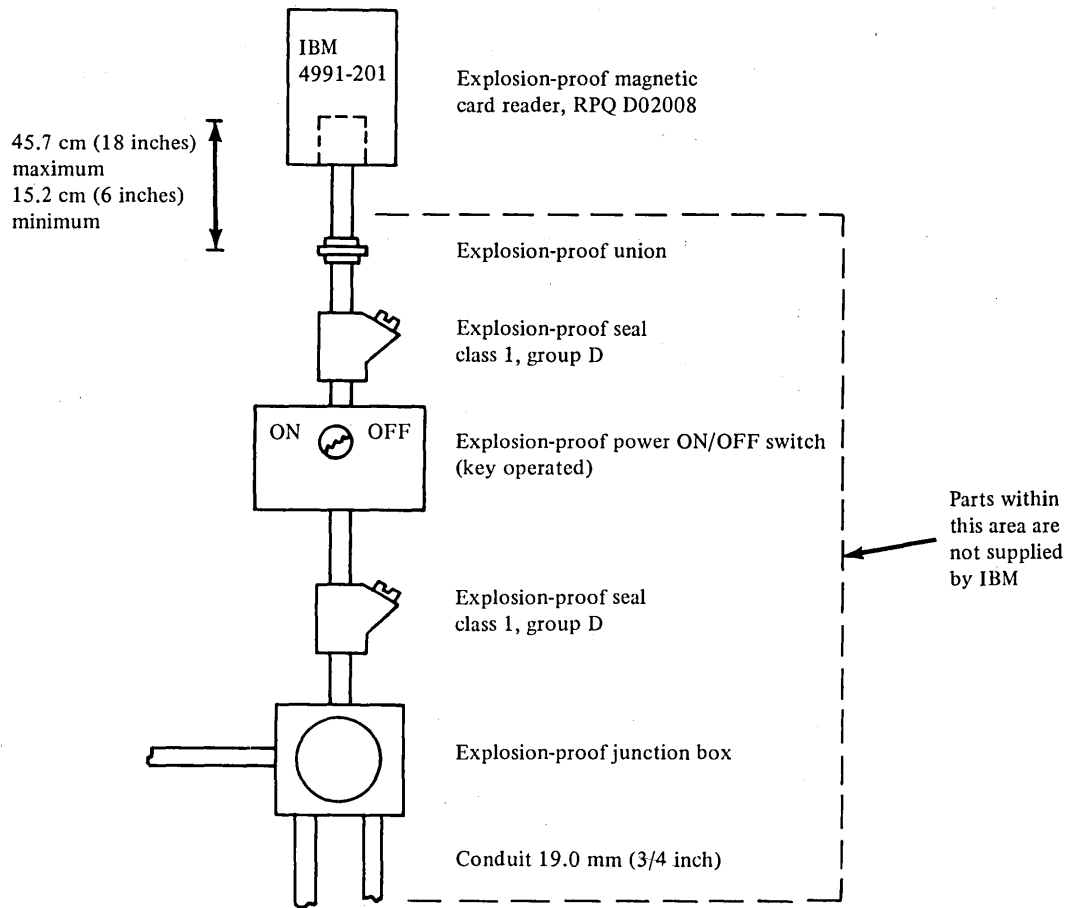 IBM
4991-201
Explosion-proof magnetic
card reader, RPQ D02008
45.7 cm (18 inches)
maximum
15.2 cm (6 inches)
minimum
Explosion-proof union
Explosion-proof seal
class 1, group D
ON OFF
Explosion-proof power ON/OFF switch
(key operated)
Parts within
this area are
not supplied
by IBM
Explosion-proof seal
class 1, group D
Explosion-proof junction box
Conduit 19.0 mm (3/4 inch)